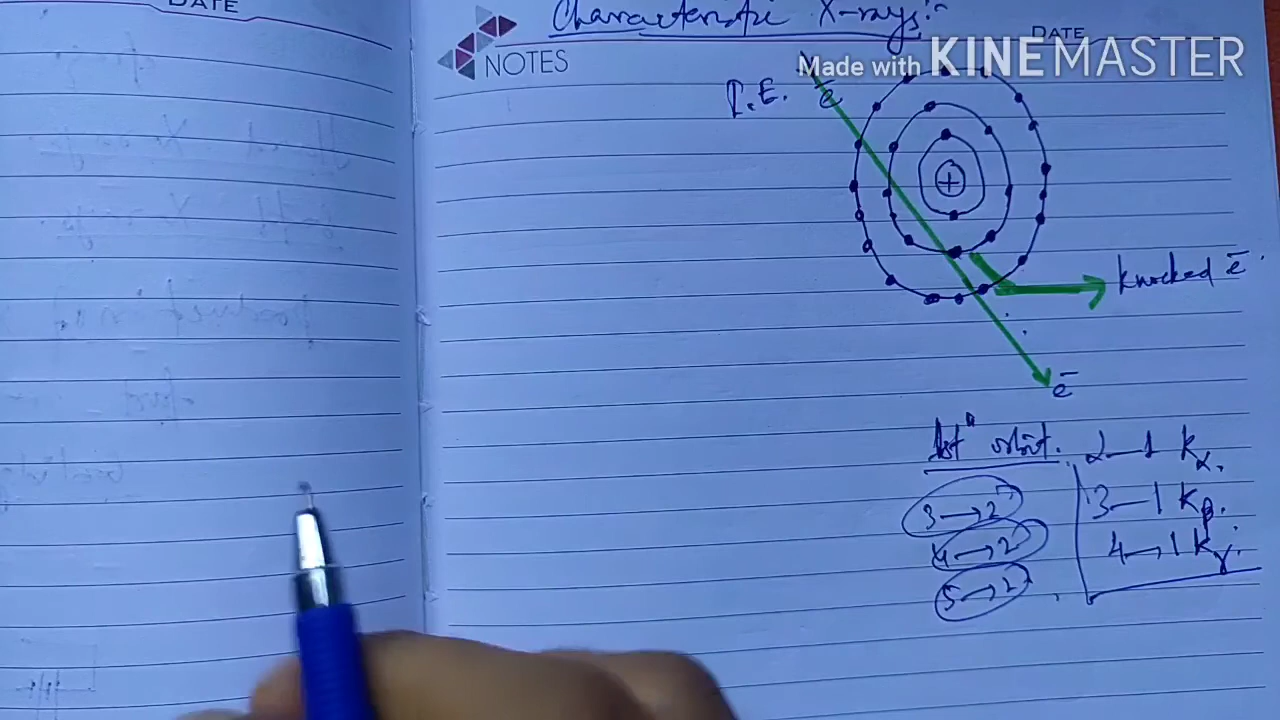 DATE
Characteristic X-rays:-
NOTES
DATE
Made with KINEMASTER
I.E. e-
+
knocked e-
e-
1st orbit.
3→2
4→2
5→2
2—1 kα.
3—1 kβ.
4→1 kγ.